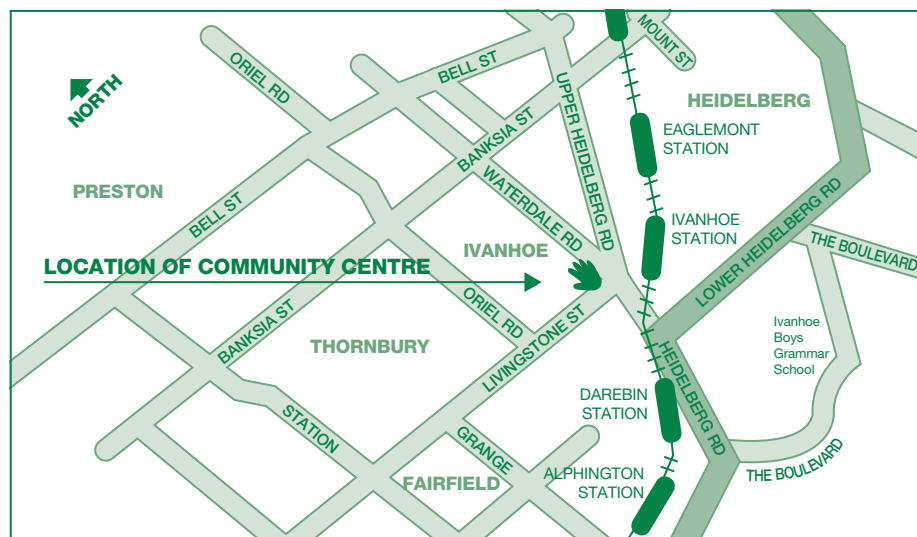 MOUNT ST
ORIEL RD
BELL ST
NORTH
UPPER HEIDELBERG RD
HEIDELBERG
BANKSIA ST
EAGLEMONT
STATION
PRESTON
WATERDALE RD
BELL ST
IVANHOE
STATION
LOWER HEIDELBERG RD
IVANHOE
THE BOULEVARD
LOCATION OF COMMUNITY CENTRE
BANKSIA ST
ORIEL RD
THORNBURY
LIVINGSTONE ST
Ivanhoe
Boys
Grammar
School
HEIDELBERG RD
DAREBIN
STATION
STATION
GRANGE
THE BOULEVARD
FAIRFIELD
ALPHINGTON
STATION